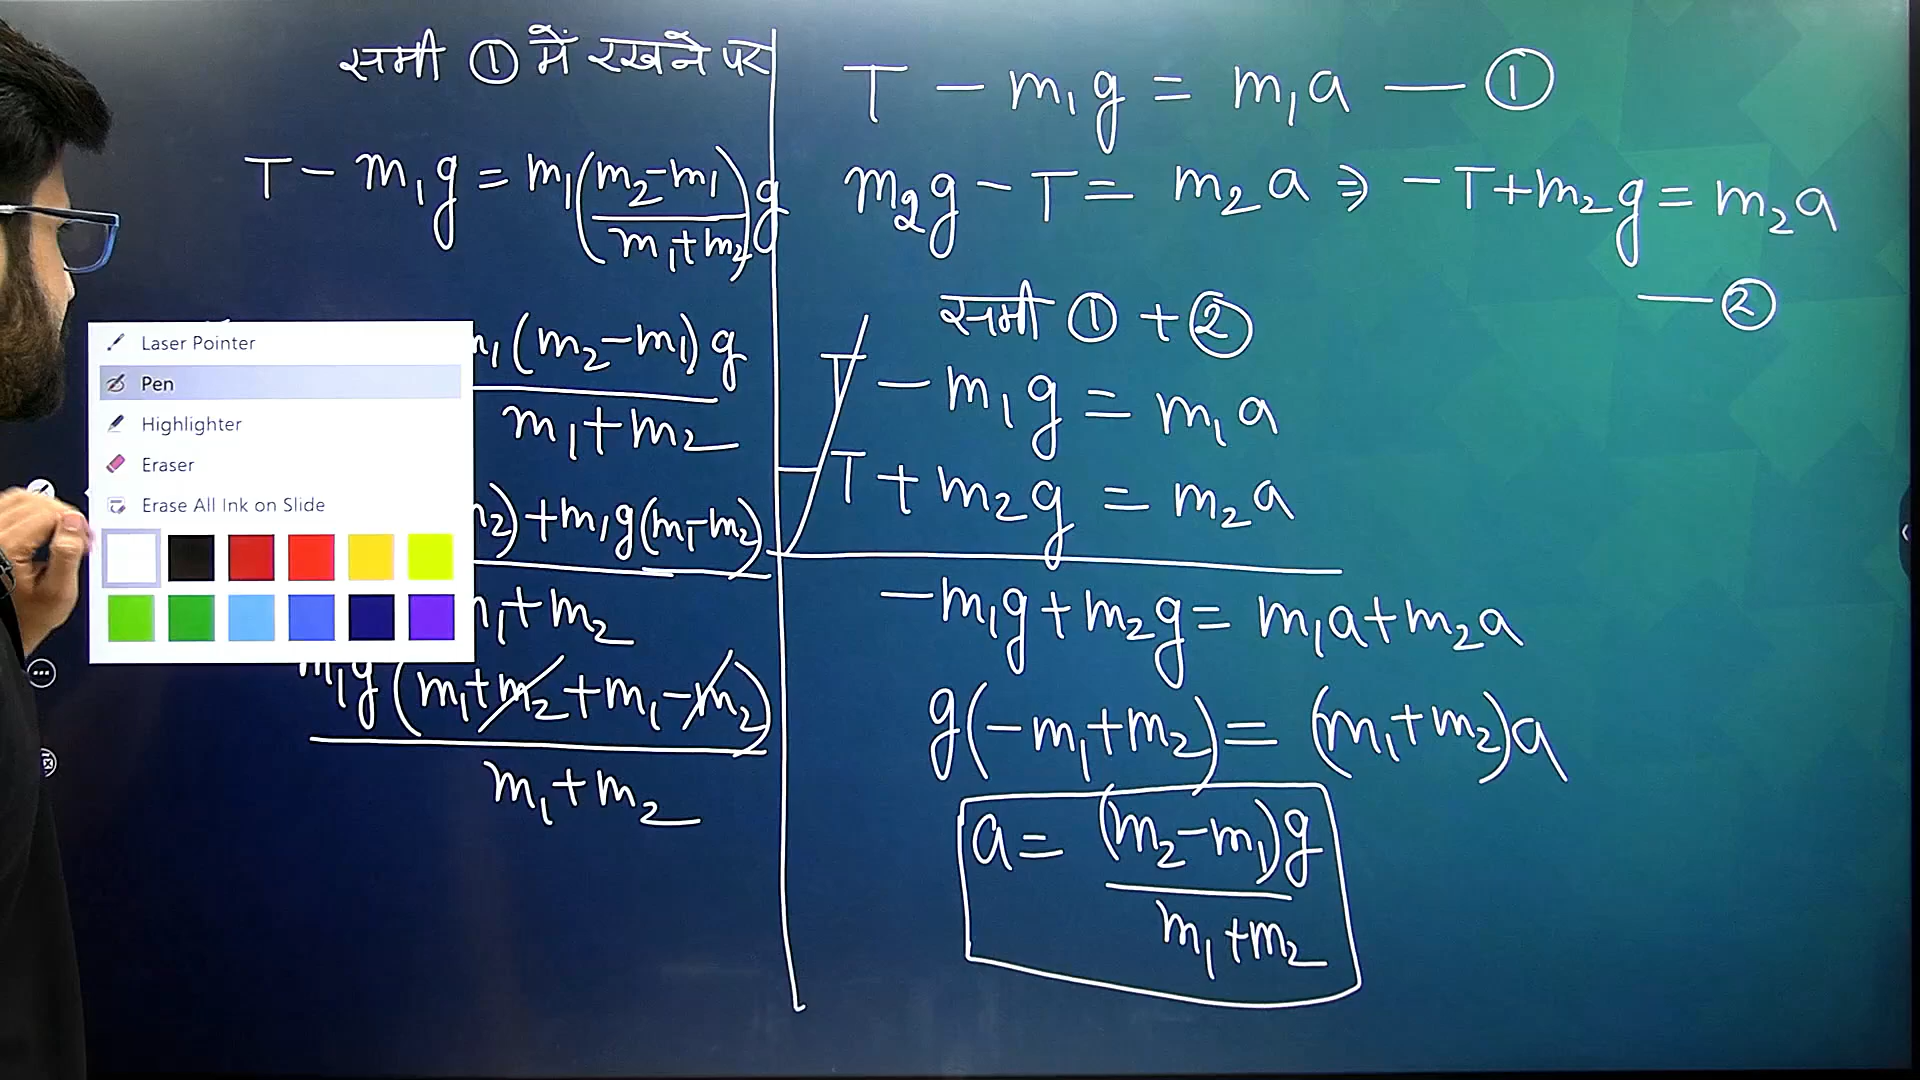 समी ① में रखने पर
T - m₁g = m₁((m₂-m₁)/(m₁+m₂))g
m₁(m₂-m₁)g
m₁+m₂
m₂)+m₁g(m₁-m₂)
m₁+m₂
m₁g(m₁+m₂+m₁-m₂)
m₁+m₂
Laser Pointer
Pen
Highlighter
Eraser
Erase All Ink on Slide
T - m₁g = m₁a — ①
m₂g - T = m₂a ⇒ -T+m₂g = m₂a
— ②
समी ① + ②
T - m₁g = m₁a
-T + m₂g = m₂a
-m₁g+m₂g = m₁a+m₂a
g(-m₁+m₂) = (m₁+m₂)a
a = (m₂-m₁)g
m₁+m₂